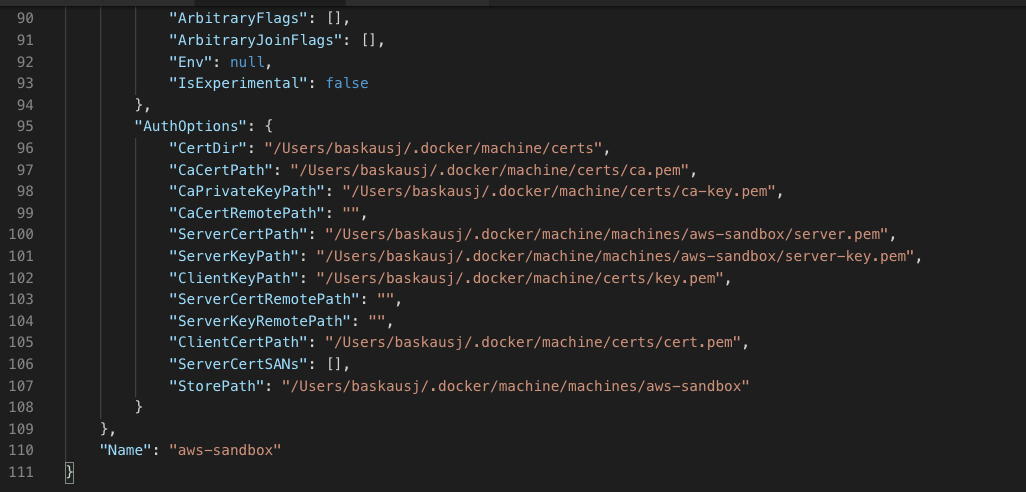 90 "ArbitraryFlags": [],
91 "ArbitraryJoinFlags": [],
92 "Env": null,
93 "IsExperimental": false
94 },
95 "AuthOptions": {
96 "CertDir": "/Users/baskausj/.docker/machine/certs",
97 "CaCertPath": "/Users/baskausj/.docker/machine/certs/ca.pem",
98 "CaPrivateKeyPath": "/Users/baskausj/.docker/machine/certs/ca-key.pem",
99 "CaCertRemotePath": "",
100 "ServerCertPath": "/Users/baskausj/.docker/machine/machines/aws-sandbox/server.pem",
101 "ServerKeyPath": "/Users/baskausj/.docker/machine/machines/aws-sandbox/server-key.pem",
102 "ClientKeyPath": "/Users/baskausj/.docker/machine/certs/key.pem",
103 "ServerCertRemotePath": "",
104 "ServerKeyRemotePath": "",
105 "ClientCertPath": "/Users/baskausj/.docker/machine/certs/cert.pem",
106 "ServerCertSANs": [],
107 "StorePath": "/Users/baskausj/.docker/machine/machines/aws-sandbox"
108 }
109 },
110 "Name": "aws-sandbox"
111 }